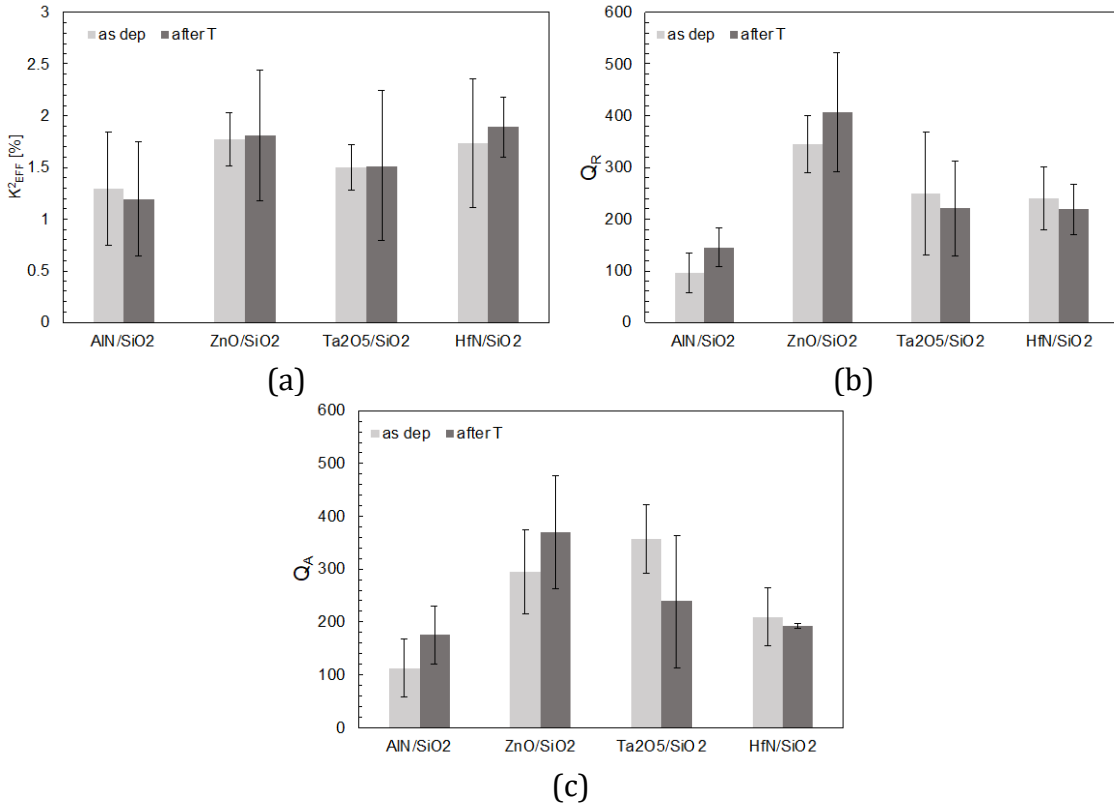 3
2.5
2
1.5
1
0.5
0
K²EFF [%]
as dep after T
AlN/SiO2 ZnO/SiO2 Ta2O5/SiO2 HfN/SiO2
(a)
600
500
400
300
200
100
0
QR
as dep after T
AlN/SiO2 ZnO/SiO2 Ta2O5/SiO2 HfN/SiO2
(b)
600
500
400
300
200
100
0
QA
as dep after T
AlN/SiO2 ZnO/SiO2 Ta2O5/SiO2 HfN/SiO2
(c)